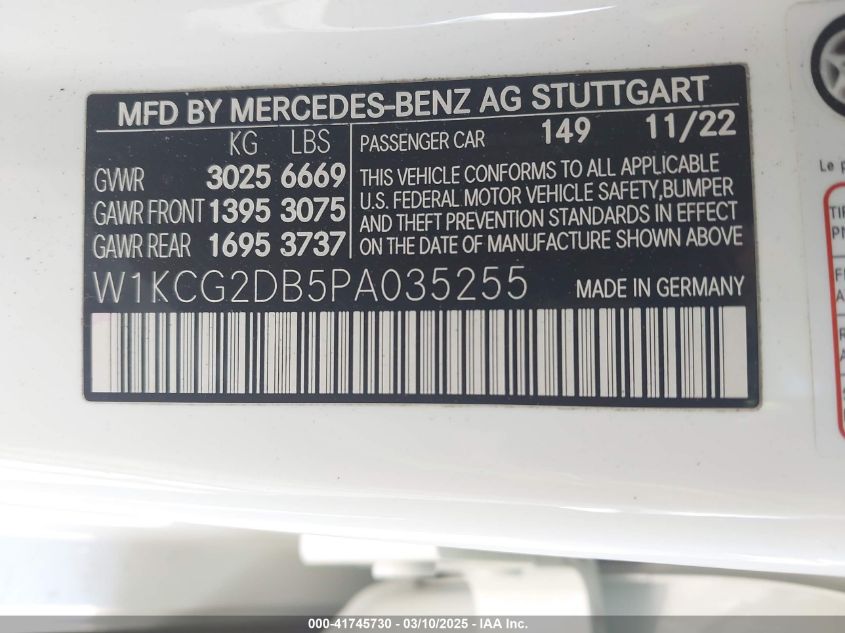 MFD BY MERCEDES-BENZ AG STUTTGART
KG LBS
GVWR 3025 6669
GAWR FRONT 1395 3075
GAWR REAR 1695 3737
PASSENGER CAR 149 11/22
THIS VEHICLE CONFORMS TO ALL APPLICABLE
U.S. FEDERAL MOTOR VEHICLE SAFETY,BUMPER
AND THEFT PREVENTION STANDARDS IN EFFECT
ON THE DATE OF MANUFACTURE SHOWN ABOVE
W1KCG2DB5PA035255 MADE IN GERMANY
Le p
TIR
PN
000-41745730 - 03/10/2025 - IAA Inc.